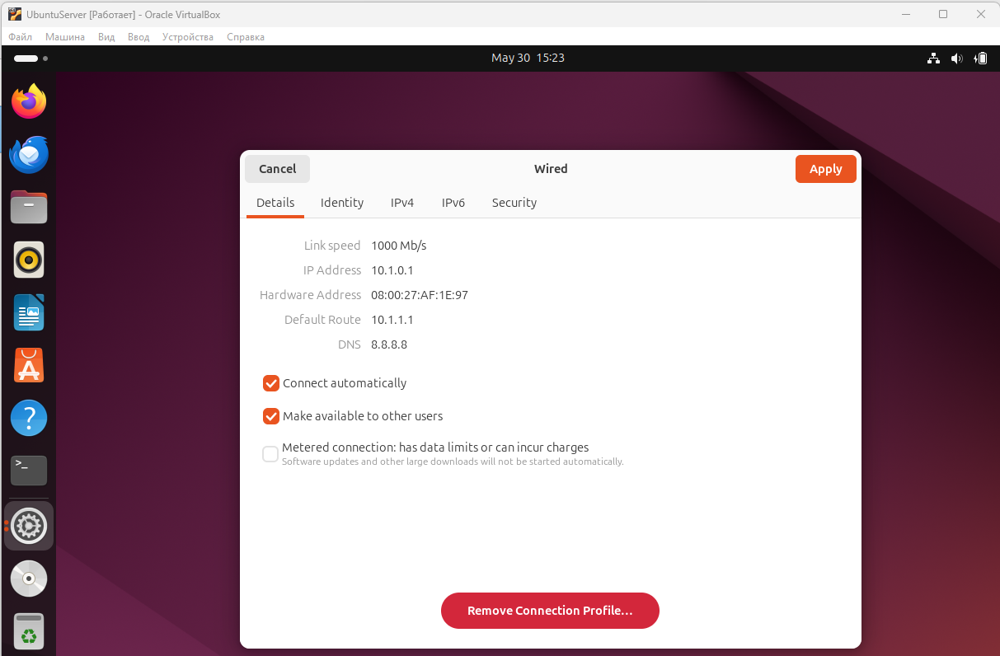 UbuntuServer [Работает] - Oracle VirtualBox
Файл Машина Вид Ввод Устройства Справка
May 30 15:23
Cancel Wired Apply
Details Identity IPv4 IPv6 Security
Link speed 1000 Mb/s
IP Address 10.1.0.1
Hardware Address 08:00:27:AF:1E:97
Default Route 10.1.1.1
DNS 8.8.8.8
Connect automatically
Make available to other users
Metered connection: has data limits or can incur charges
Software updates and other large downloads will not be started automatically.
Remove Connection Profile...